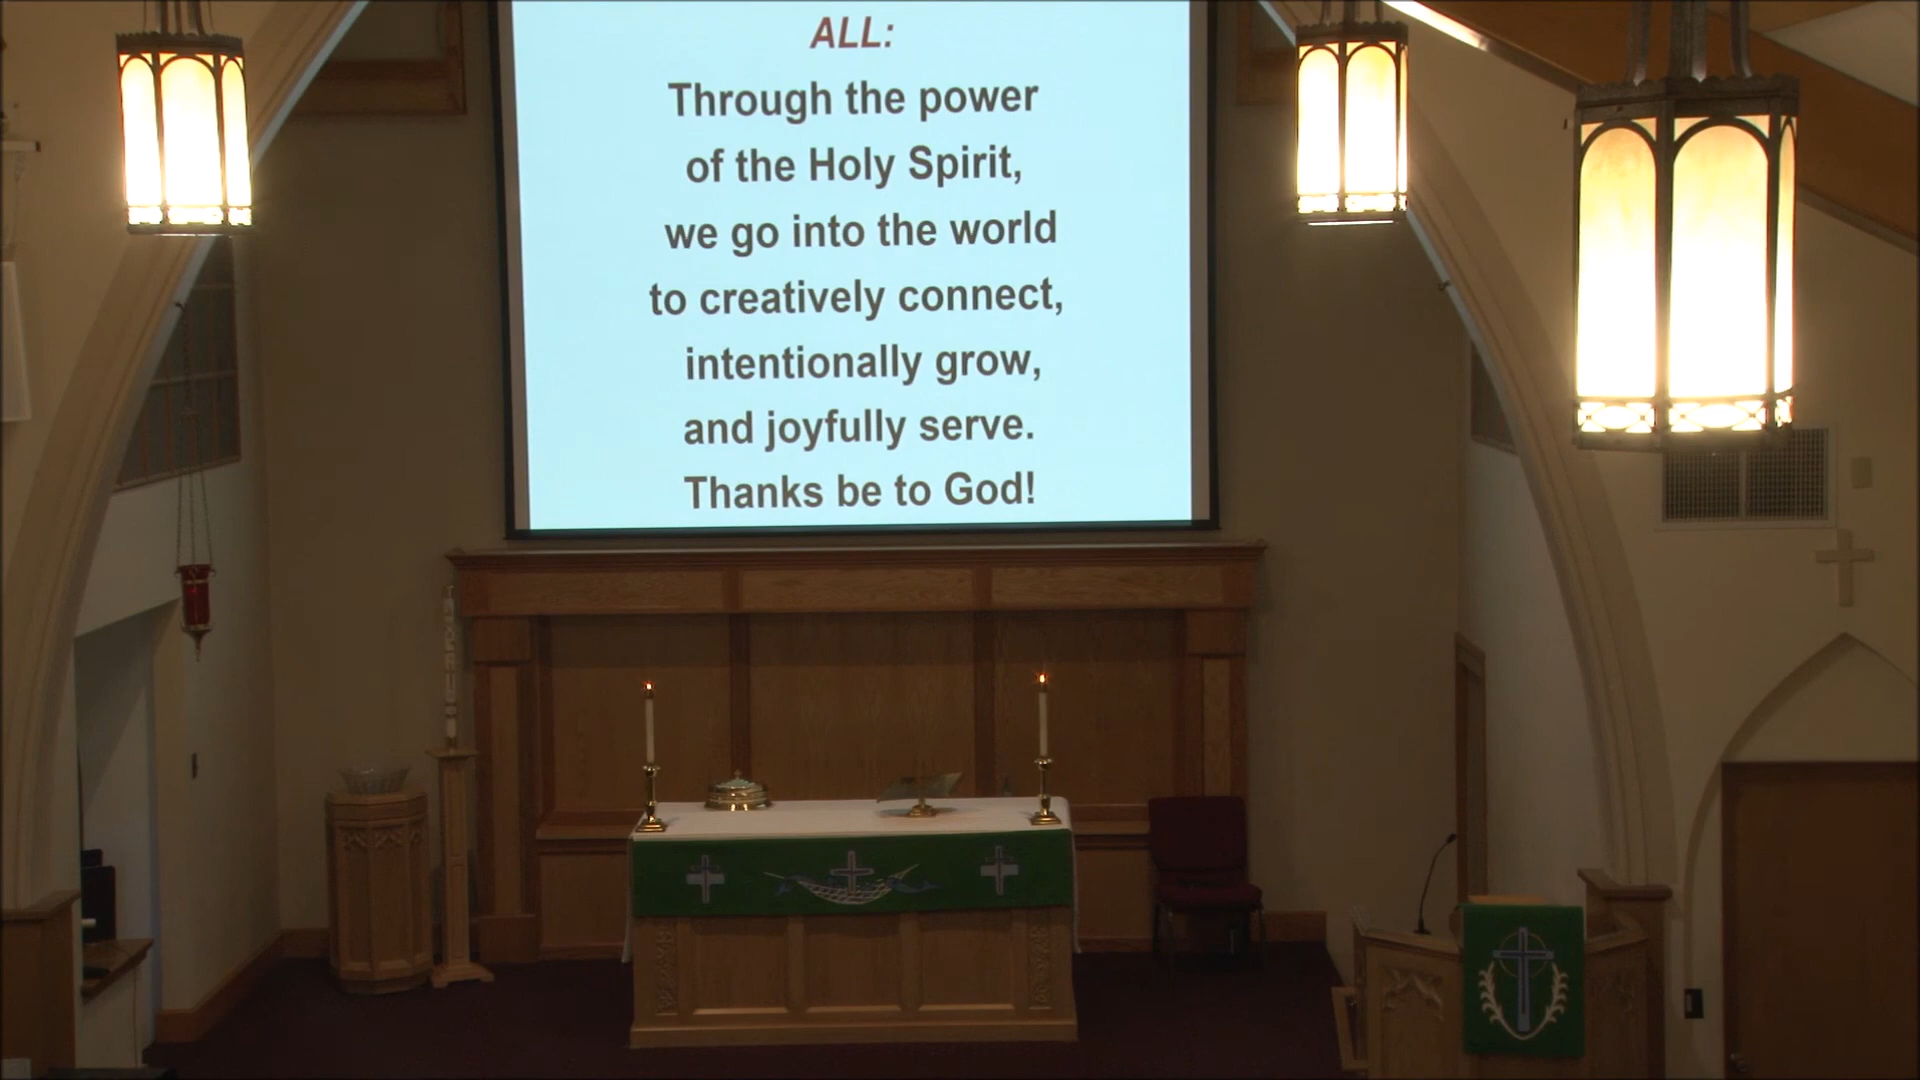 ALL:
Through the power
of the Holy Spirit,
we go into the world
to creatively connect,
intentionally grow,
and joyfully serve.
Thanks be to God!